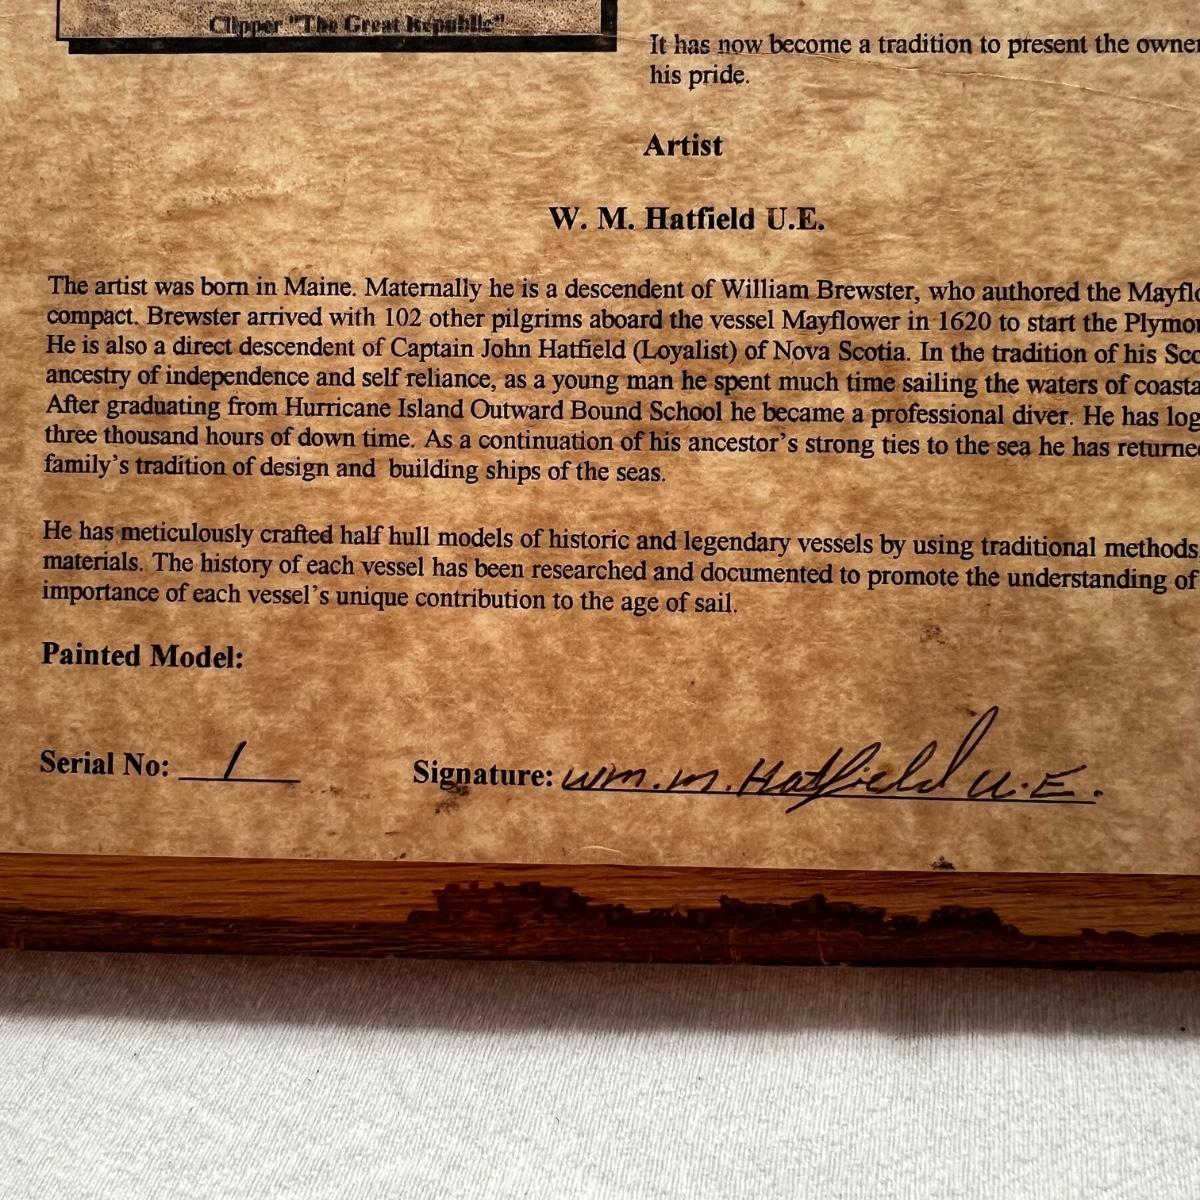 Clipper "The Great Republic"
It has now become a tradition to present the owner
his pride.
Artist
W. M. Hatfield U.E.
The artist was born in Maine. Maternally he is a descendent of William Brewster, who authored the Mayflo
compact. Brewster arrived with 102 other pilgrims aboard the vessel Mayflower in 1620 to start the Plymo
He is also a direct descendent of Captain John Hatfield (Loyalist) of Nova Scotia. In the tradition of his Sco
ancestry of independence and self reliance, as a young man he spent much time sailing the waters of coasta
After graduating from Hurricane Island Outward Bound School he became a professional diver. He has log
three thousand hours of down time. As a continuation of his ancestor's strong ties to the sea he has returned
family's tradition of design and building ships of the seas.
He has meticulously crafted half hull models of historic and legendary vessels by using traditional methods
materials. The history of each vessel has been researched and documented to promote the understanding of
importance of each vessel's unique contribution to the age of sail.
Painted Model:
Serial No: 1 Signature: Wm. M. Hatfield U.E.